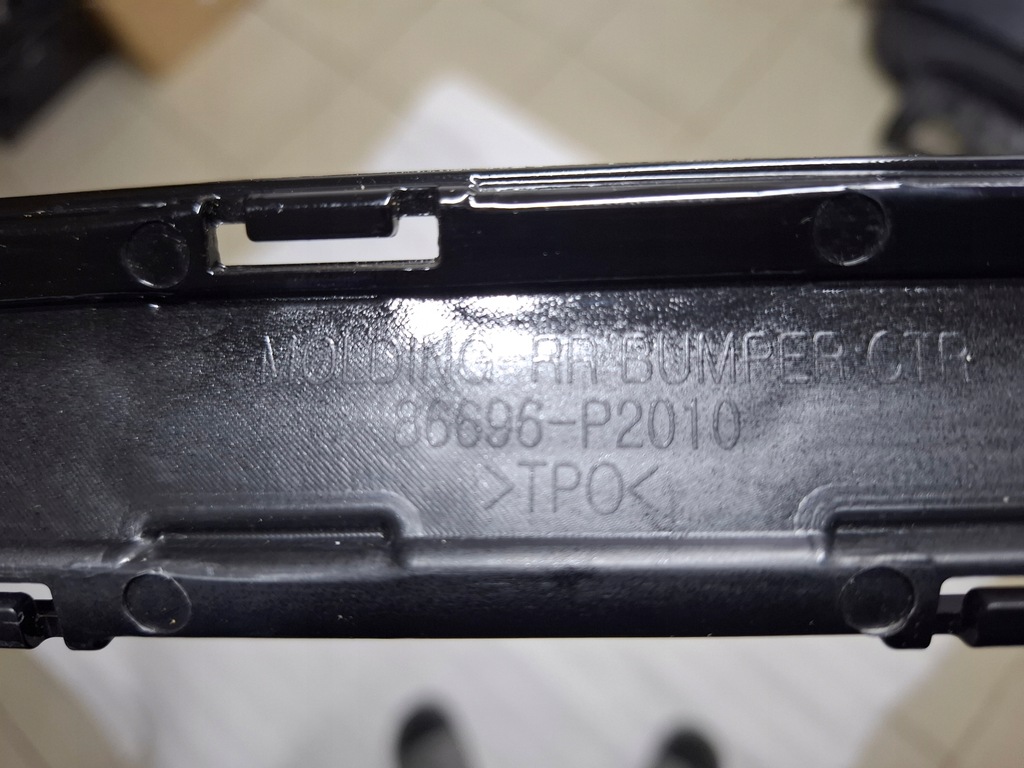 MOLDING-RR BUMPER CTR
86696-P2010
>TPO<